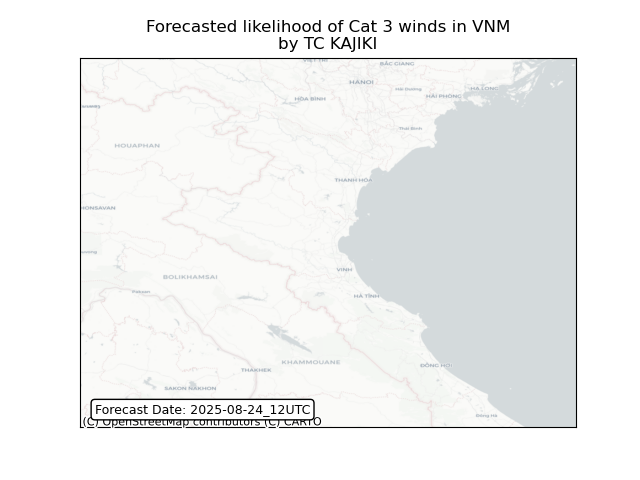 Forecasted likelihood of Cat 3 winds in VNM
by TC KAJIKI
BẮC GIANG
HANOI
HẠ LONG
Hải Dương
HẢI PHÒNG
HÒA BÌNH
Thái Bình
HOUAPHAN
THANH HÓA
VINH
BOLIKHAMSAI
HÀ TĨNH
KHAMMOUANE
ĐỒNG HỚI
THAKHEK
SAKON NAKHON
Forecast Date: 2025-08-24_12UTC
Đông Hà
(C) OpenStreetMap contributors (C) CARTO